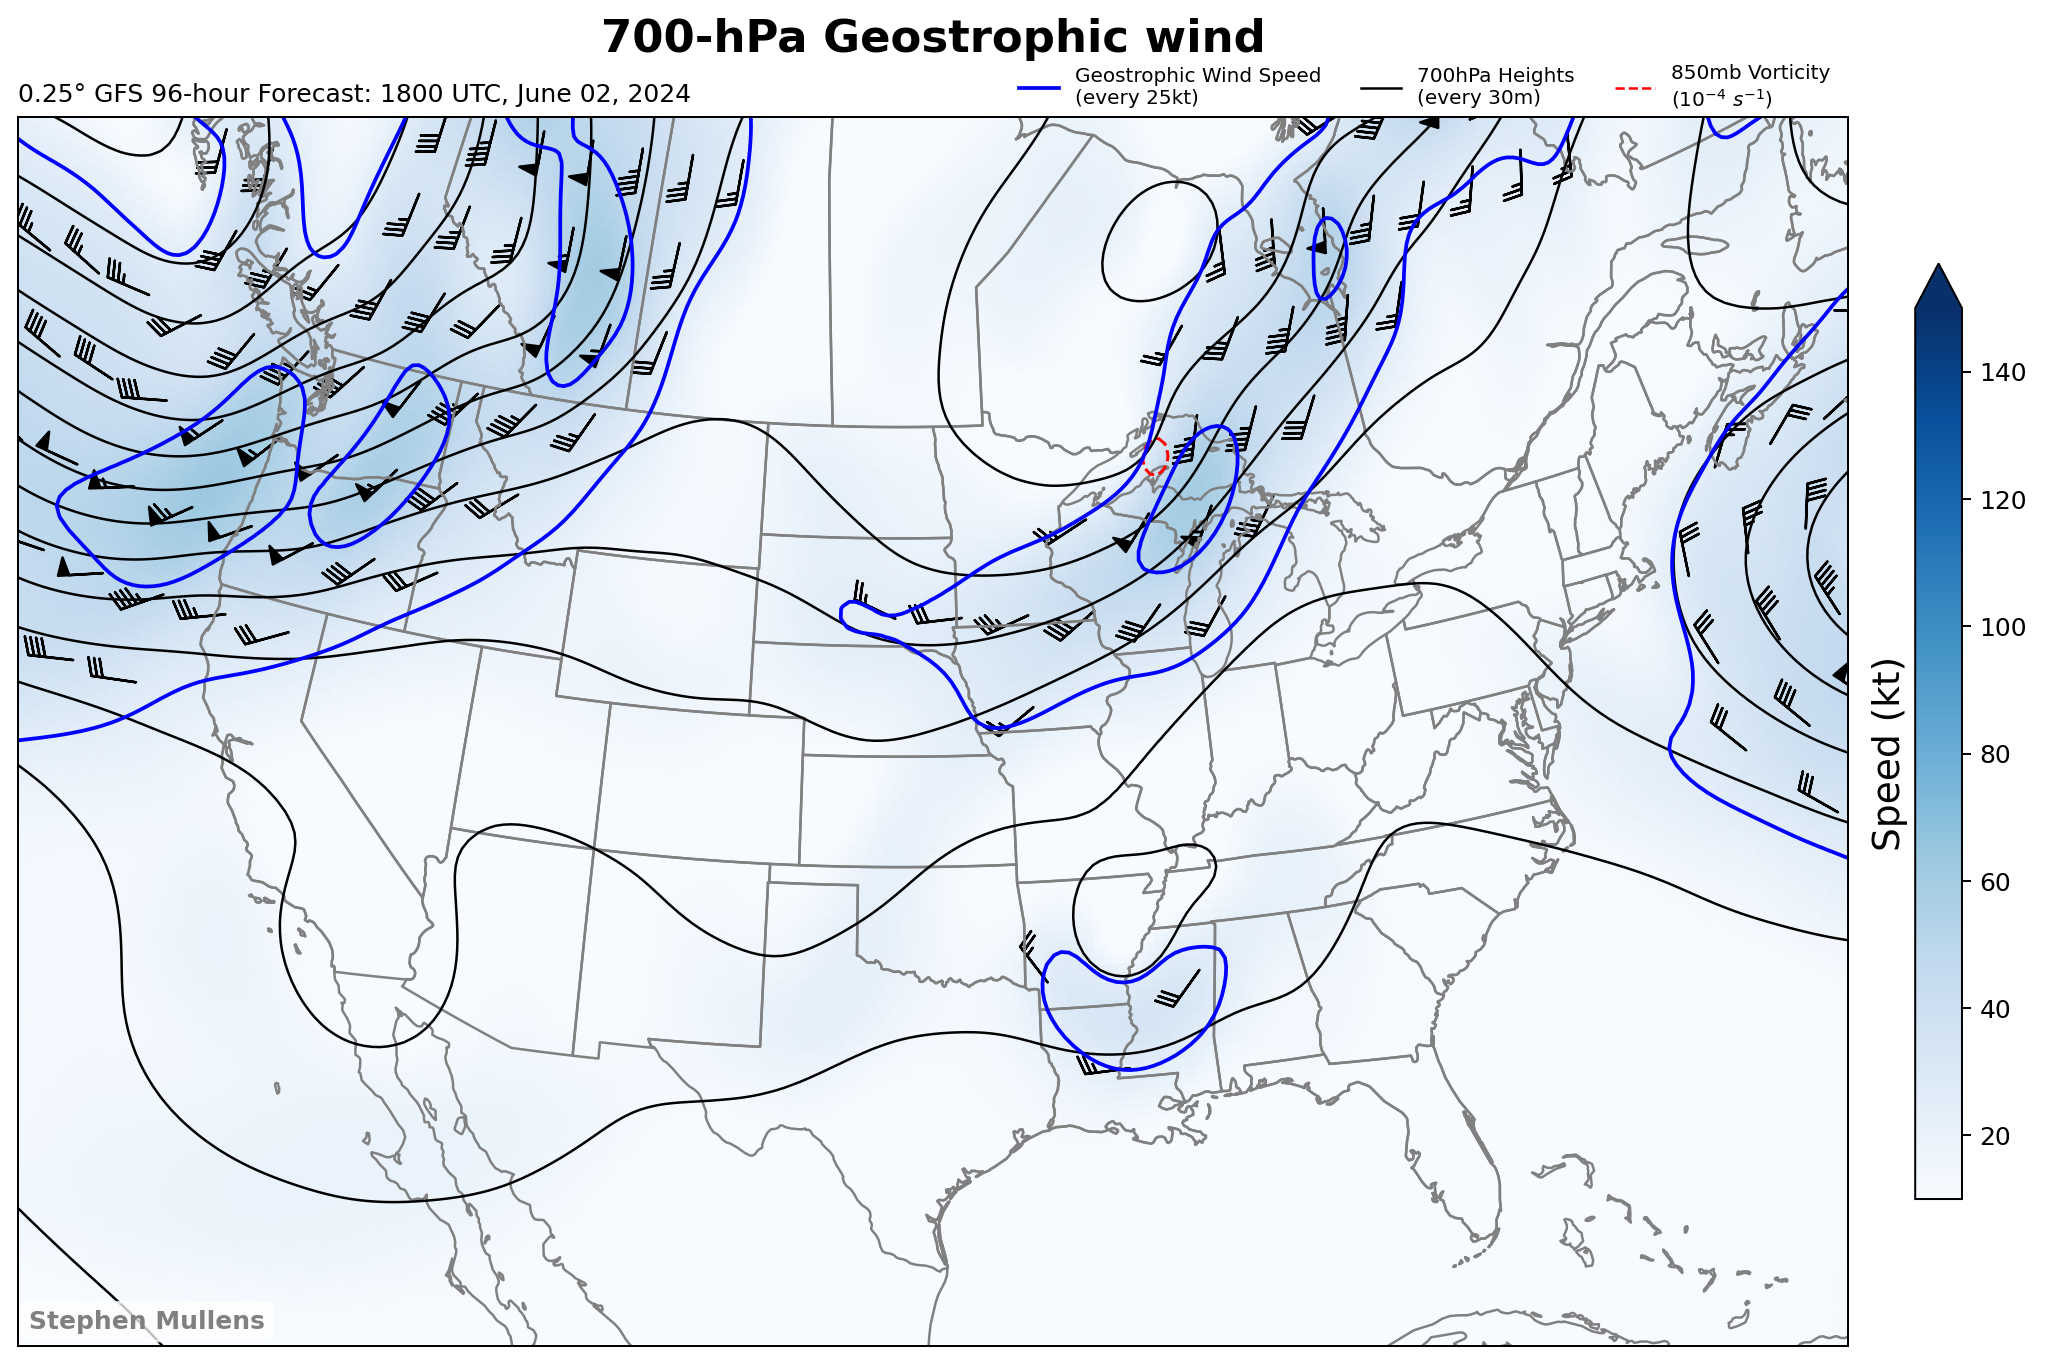 700-hPa Geostrophic wind
0.25° GFS 96-hour Forecast: 1800 UTC, June 02, 2024
Geostrophic Wind Speed
(every 25kt)
700hPa Heights
(every 30m)
850mb Vorticity
(10⁻⁴ s⁻¹)
140
120
100
80
60
40
20
Speed (kt)
Stephen Mullens